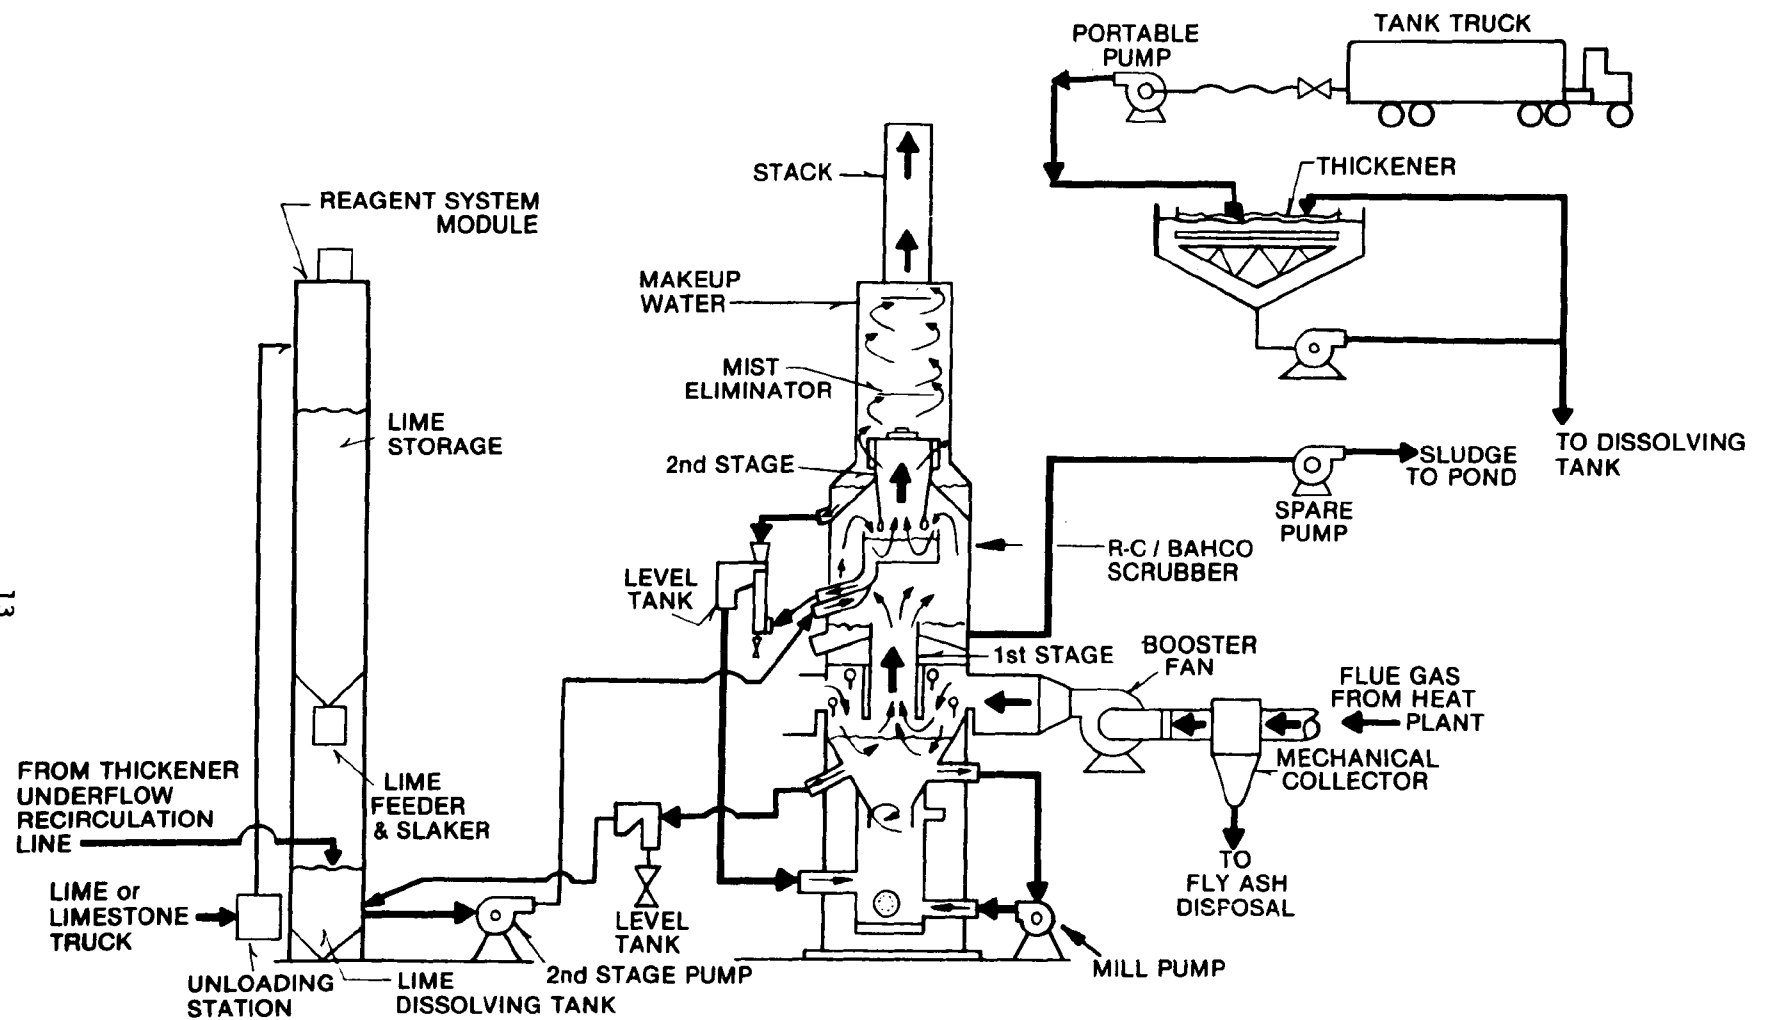 PORTABLE
PUMP
TANK TRUCK
STACK
THICKENER
REAGENT SYSTEM
MODULE
MAKEUP
WATER
MIST
ELIMINATOR
LIME
STORAGE
2nd STAGE
TO DISSOLVING
TANK
SLUDGE
TO POND
SPARE
PUMP
R-C / BAHCO
SCRUBBER
LEVEL
TANK
13
1st STAGE
BOOSTER
FAN
FLUE GAS
FROM HEAT
PLANT
MECHANICAL
COLLECTOR
FROM THICKENER
UNDERFLOW
RECIRCULATION
LINE
LIME
FEEDER
& SLAKER
TO
FLY ASH
DISPOSAL
LIME or
LIMESTONE
TRUCK
LEVEL
TANK
UNLOADING
STATION
LIME
DISSOLVING TANK
2nd STAGE PUMP
MILL PUMP